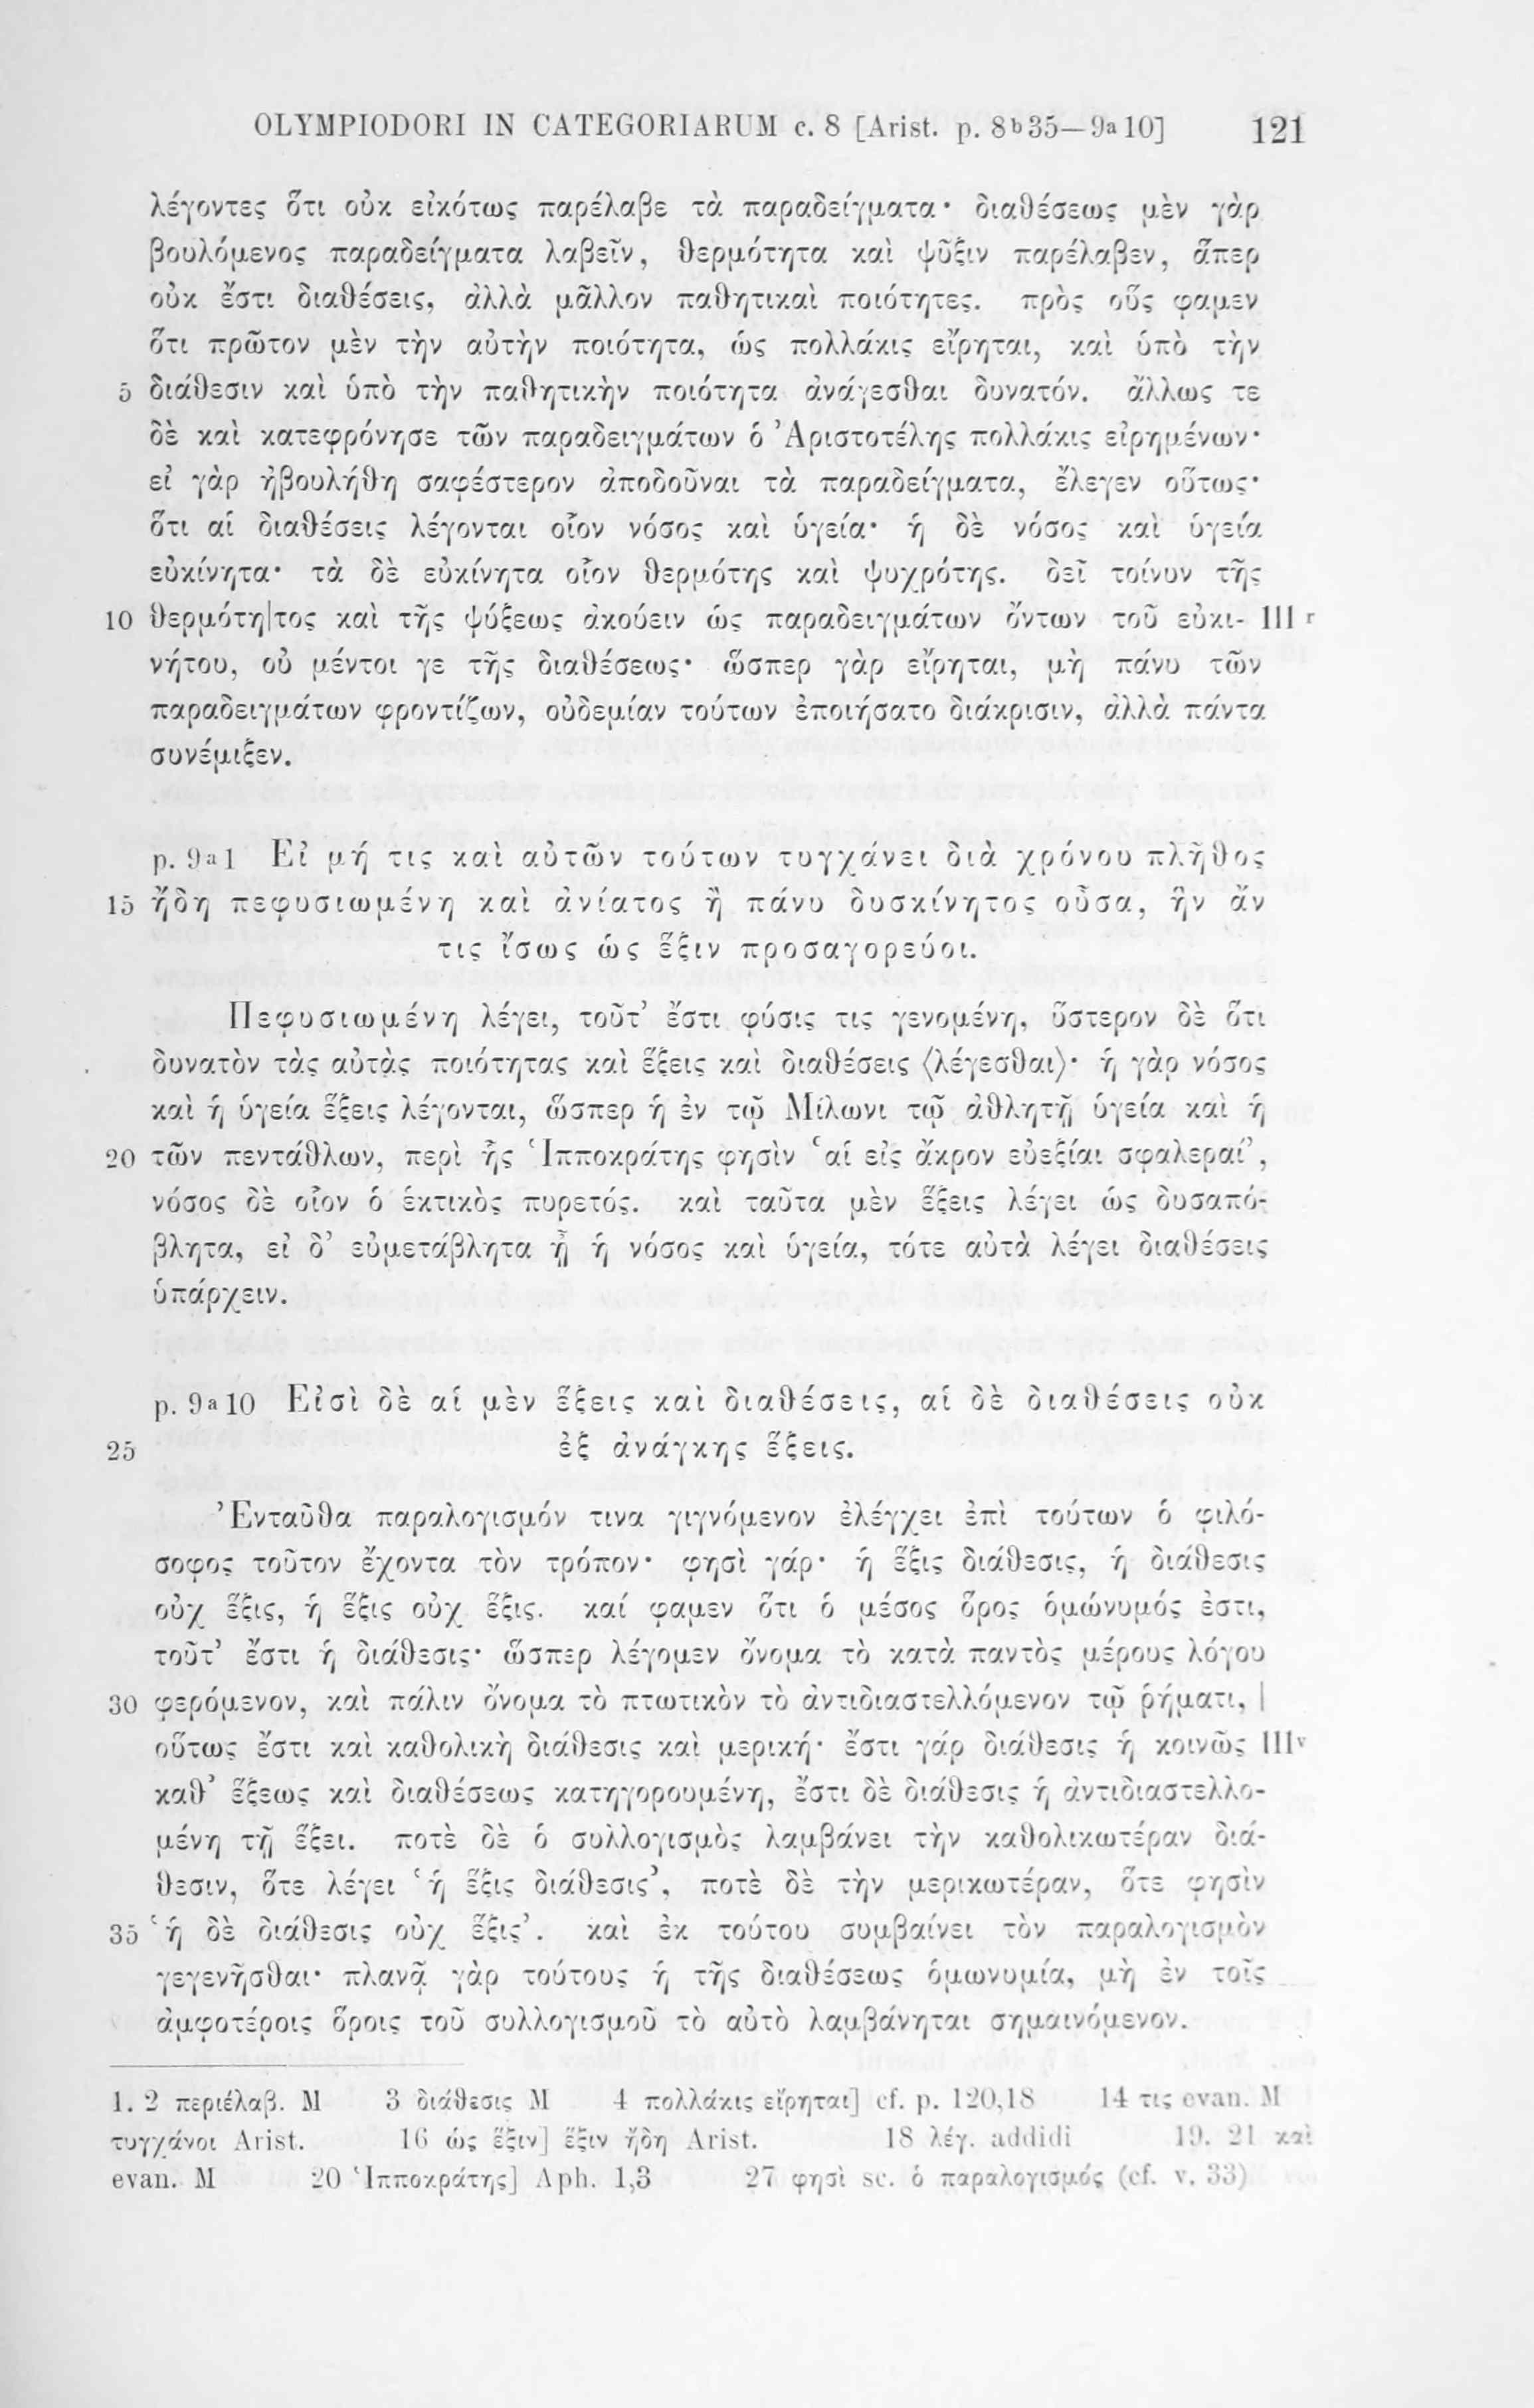 OLYMPIODORI IN CATEGORIARUM c. 8 [Arist. p. 8b35—9a10] 121
λέγοντες ὅτι οὐκ εἰκότως παρέλαβε τὰ παραδείγματα· διαθέσεως μὲν γὰρ
βουλόμενος παραδείγματα λαβεῖν, θερμότητα καὶ ψῦξιν παρέλαβεν, ἅπερ
οὐκ ἔστι διαθέσεις, ἀλλὰ μᾶλλον παθητικαὶ ποιότητες. πρὸς οὕς φαμεν
ὅτι πρῶτον μὲν τὴν αὐτὴν ποιότητα, ὡς πολλάκις εἴρηται, καὶ ὑπὸ τὴν
5 διάθεσιν καὶ ὑπὸ τὴν παθητικὴν ποιότητα ἀνάγεσθαι δυνατόν. ἄλλως τε
δὲ καὶ κατεφρόνησε τῶν παραδειγμάτων ὁ Ἀριστοτέλης πολλάκις εἰρημένων·
εἰ γὰρ ἠβουλήθη σαφέστερον ἀποδοῦναι τὰ παραδείγματα, ἔλεγεν οὕτως·
ὅτι αἱ διαθέσεις λέγονται οἷον νόσος καὶ ὑγεία· ἡ δὲ νόσος καὶ ὑγεία
εὐκίνητα· τὰ δὲ εὐκίνητα οἷον θερμότης καὶ ψυχρότης. δεῖ τοίνυν τῆς
10 θερμότη|τος καὶ τῆς ψύξεως ἀκούειν ὡς παραδειγμάτων ὄντων τοῦ εὐκι- 111r
νήτου, οὐ μέντοι γε τῆς διαθέσεως· ὥσπερ γὰρ εἴρηται, μὴ πάνυ τῶν
παραδειγμάτων φροντίζων, οὐδεμίαν τούτων ἐποιήσατο διάκρισιν, ἀλλὰ πάντα
συνέμιξεν.
p. 9a1 Εἰ μή τις καὶ αὐτῶν τούτων τυγχάνει διὰ χρόνου πλῆθος
15 ἤδη πεφυσιωμένη καὶ ἀνίατος ἢ πάνυ δυσκίνητος οὖσα, ἣν ἄν
τις ἴσως ὡς ἕξιν προσαγορεύοι.
Πεφυσιωμένη λέγει, τοῦτ’ ἔστι φύσις τις γενομένη, ὕστερον δὲ ὅτι
δυνατὸν τὰς αὐτὰς ποιότητας καὶ ἕξεις καὶ διαθέσεις ⟨λέγεσθαι⟩· ἡ γὰρ νόσος
καὶ ἡ ὑγεία ἕξεις λέγονται, ὥσπερ ἡ ἐν τῷ Μίλωνι τῷ ἀθλητῇ ὑγεία καὶ ἡ
20 τῶν πεντάθλων, περὶ ἧς Ἱπποκράτης φησὶν ‘αἱ εἰς ἄκρον εὐεξίαι σφαλεραί’,
νόσος δὲ οἷον ὁ ἑκτικὸς πυρετός. καὶ ταῦτα μὲν ἕξεις λέγει ὡς δυσαπό-
βλητα, εἰ δ’ εὐμετάβλητα ᾖ ἡ νόσος καὶ ὑγεία, τότε αὐτὰ λέγει διαθέσεις
ὑπάρχειν.
p. 9a10 Εἰσὶ δὲ αἱ μὲν ἕξεις καὶ διαθέσεις, αἱ δὲ διαθέσεις οὐκ
25 ἐξ ἀνάγκης ἕξεις.
Ἐνταῦθα παραλογισμόν τινα γιγνόμενον ἐλέγχει ἐπὶ τούτων ὁ φιλό-
σοφος τοῦτον ἔχοντα τὸν τρόπον· φησὶ γάρ· ἡ ἕξις διάθεσις, ἡ διάθεσις
οὐχ ἕξις, ἡ ἕξις οὐχ ἕξις. καί φαμεν ὅτι ὁ μέσος ὅρος ὁμώνυμός ἐστι,
τοῦτ’ ἔστι ἡ διάθεσις· ὥσπερ λέγομεν ὄνομα τὸ κατὰ παντὸς μέρους λόγου
30 φερόμενον, καὶ πάλιν ὄνομα τὸ πτωτικὸν τὸ ἀντιδιαστελλόμενον τῷ ῥήματι, |
οὕτως ἔστι καὶ καθολικὴ διάθεσις καὶ μερική· ἔστι γάρ διάθεσις ἡ κοινῶς 111v
καθ’ ἕξεως καὶ διαθέσεως κατηγορουμένη, ἔστι δὲ διάθεσις ἡ ἀντιδιαστελλο-
μένη τῇ ἕξει. ποτὲ δὲ ὁ συλλογισμὸς λαμβάνει τὴν καθολικωτέραν διά-
θεσιν, ὅτε λέγει ‘ἡ ἕξις διάθεσις’, ποτὲ δὲ τὴν μερικωτέραν, ὅτε φησὶν
35 ‘ἡ δὲ διάθεσις οὐχ ἕξις’. καὶ ἐκ τούτου συμβαίνει τὸν παραλογισμὸν
γεγενῆσθαι· πλανᾷ γὰρ τούτους ἡ τῆς διαθέσεως ὁμωνυμία, μὴ ἐν τοῖς
ἀμφοτέροις ὅροις τοῦ συλλογισμοῦ τὸ αὐτὸ λαμβάνηται σημαινόμενον.
1. 2 περιέλαβ. M 3 διάθεσις M 4 πολλάκις εἴρηται] cf. p. 120,18 14 τις evan. M
τυγχάνοι Arist. 16 ὡς ἕξιν] ἕξιν ἤδη Arist. 18 λέγ. addidi 19. 21 καὶ
evan. M 20 Ἱπποκράτης] Aph. 1,3 27 φησὶ sc. ὁ παραλογισμός (cf. v. 33)